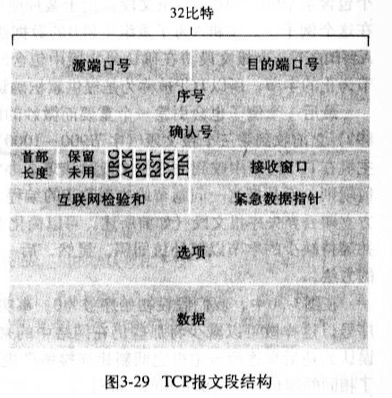 32比特
源端口号 目的端口号
序号
确认号
首部长度 保留未用 URG ACK PSH RST SYN FIN 接收窗口
互联网检验和 紧急数据指针
选项
数据
图3-29 TCP报文段结构